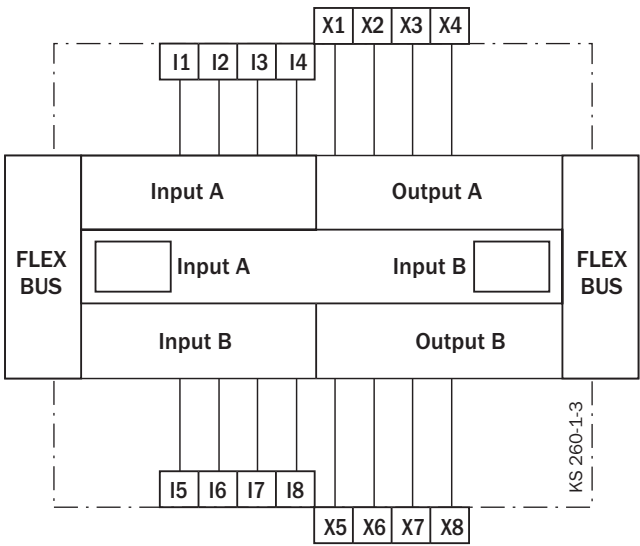 X1 X2 X3 X4
I1 I2 I3 I4
Input A Output A
FLEX BUS
Input A Input B
FLEX BUS
Input B Output B
KS 260-1-3
I5 I6 I7 I8
X5 X6 X7 X8